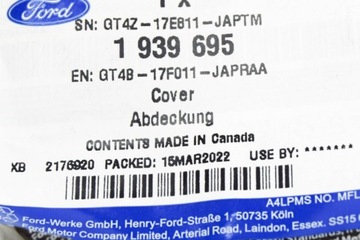 Ford
1 X
SN: GT4Z-17E811-JAPTM
1 939 695
EN: GT4B-17F011-JAPRAA
Cover
Abdeckung
CONTENTS MADE IN Canada
XB 2176920 PACKED: 15MAR2022 USE BY: *******
A4LPMS NO. MFL
Ford-Werke GmbH, Henry-Ford-Straße 1, 50735 Köln
Ford Motor Company Limited, Arterial Road, Laindon, Essex, SS15